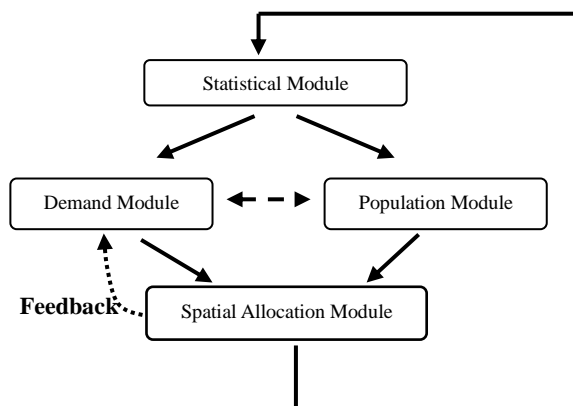 Statistical Module
Demand Module
Population Module
Feedback
Spatial Allocation Module